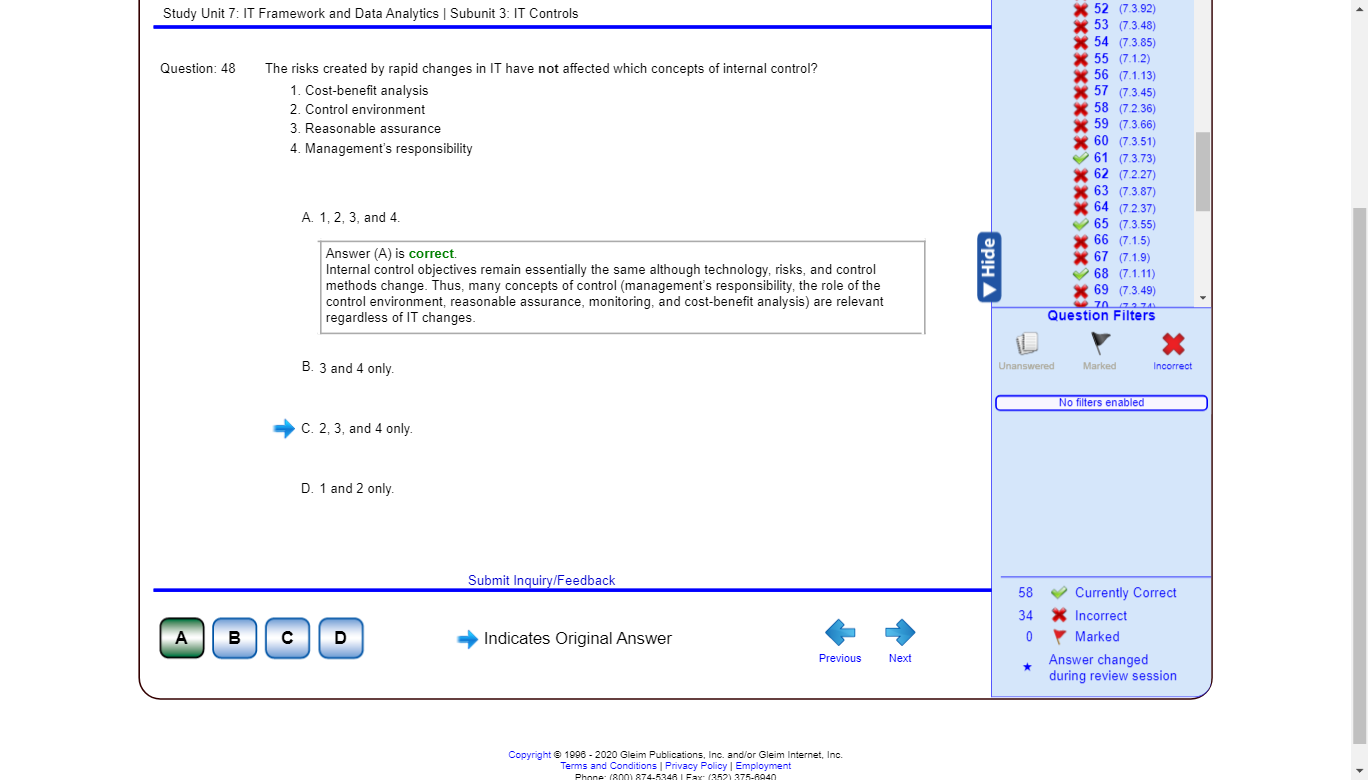 Study Unit 7: IT Framework and Data Analytics | Subunit 3: IT Controls
Question: 48
The risks created by rapid changes in IT have not affected which concepts of internal control?
1. Cost-benefit analysis
2. Control environment
3. Reasonable assurance
4. Management's responsibility
A. 1, 2, 3, and 4.
Answer (A) is correct.
Internal control objectives remain essentially the same although technology, risks, and control
methods change. Thus, many concepts of control (management's responsibility, the role of the
control environment, reasonable assurance, monitoring, and cost-benefit analysis) are relevant
regardless of IT changes.
B. 3 and 4 only.
C. 2, 3, and 4 only.
D. 1 and 2 only.
Submit Inquiry/Feedback
A B C D
Indicates Original Answer
Previous
Next
Hide
52 (7.3.92)
53 (7.3.48)
54 (7.3.85)
55 (7.1.2)
56 (7.1.13)
57 (7.3.45)
58 (7.2.36)
59 (7.3.66)
60 (7.3.51)
61 (7.3.73)
62 (7.2.27)
63 (7.3.87)
64 (7.2.37)
65 (7.3.55)
66 (7.1.5)
67 (7.1.9)
68 (7.1.11)
69 (7.3.49)
70 (7.3.74)
Question Filters
Unanswered
Marked
Incorrect
No filters enabled
58 Currently Correct
34 Incorrect
0 Marked
Answer changed
during review session
Copyright © 1996 - 2020 Gleim Publications, Inc. and/or Gleim Internet, Inc.
Terms and Conditions | Privacy Policy | Employment
Phone: (800) 874-5346 | Fax: (352) 375-6940